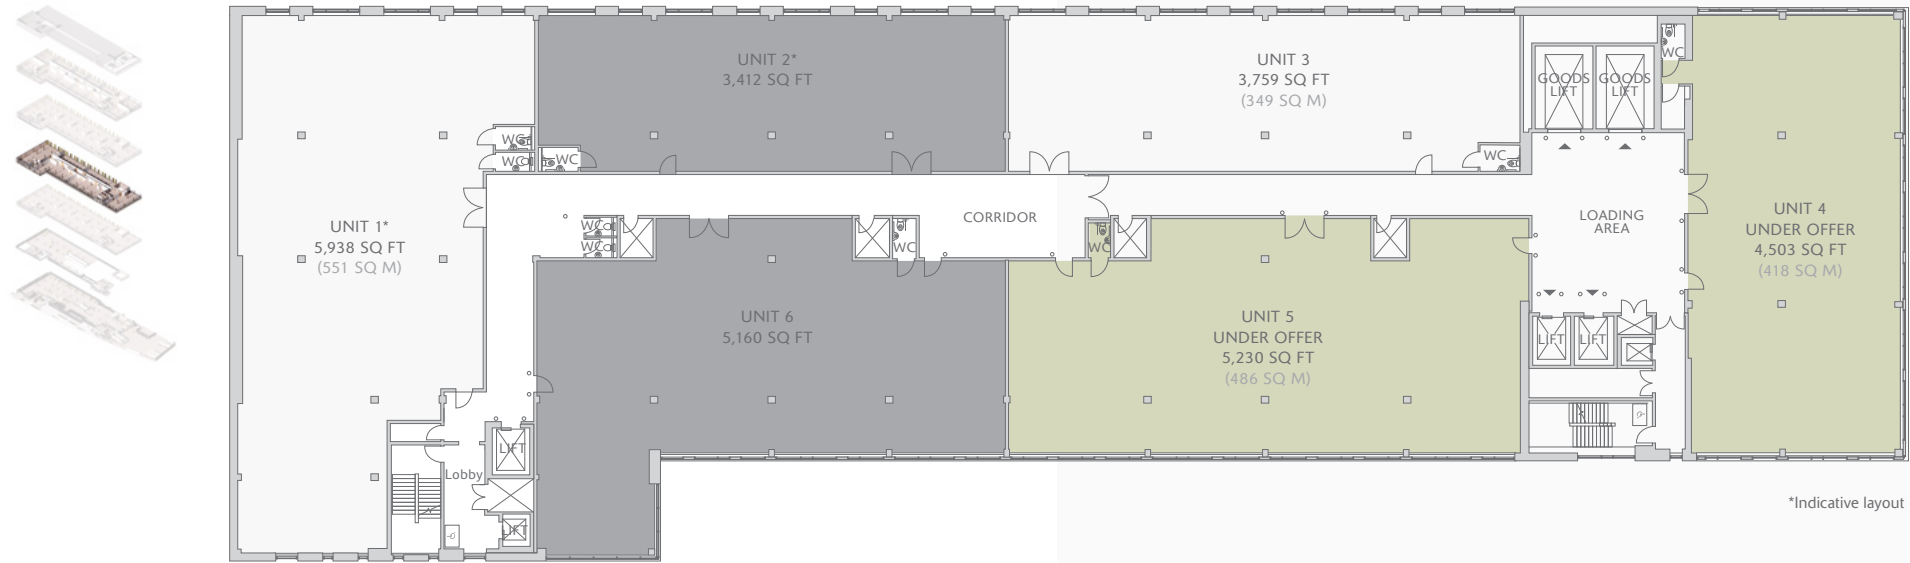 UNIT 2*
3,412 SQ FT
UNIT 3
3,759 SQ FT
(349 SQ M)
WC
GOODS
LIFT
GOODS
LIFT
WC
WC
WC
WC
UNIT 1*
5,938 SQ FT
(551 SQ M)
WC
WC
WC
CORRIDOR
WC
LOADING
AREA
UNIT 4
UNDER OFFER
4,503 SQ FT
(418 SQ M)
UNIT 6
5,160 SQ FT
UNIT 5
UNDER OFFER
5,230 SQ FT
(486 SQ M)
LIFT
LIFT
LIFT
Lobby
LIFT
*Indicative layout